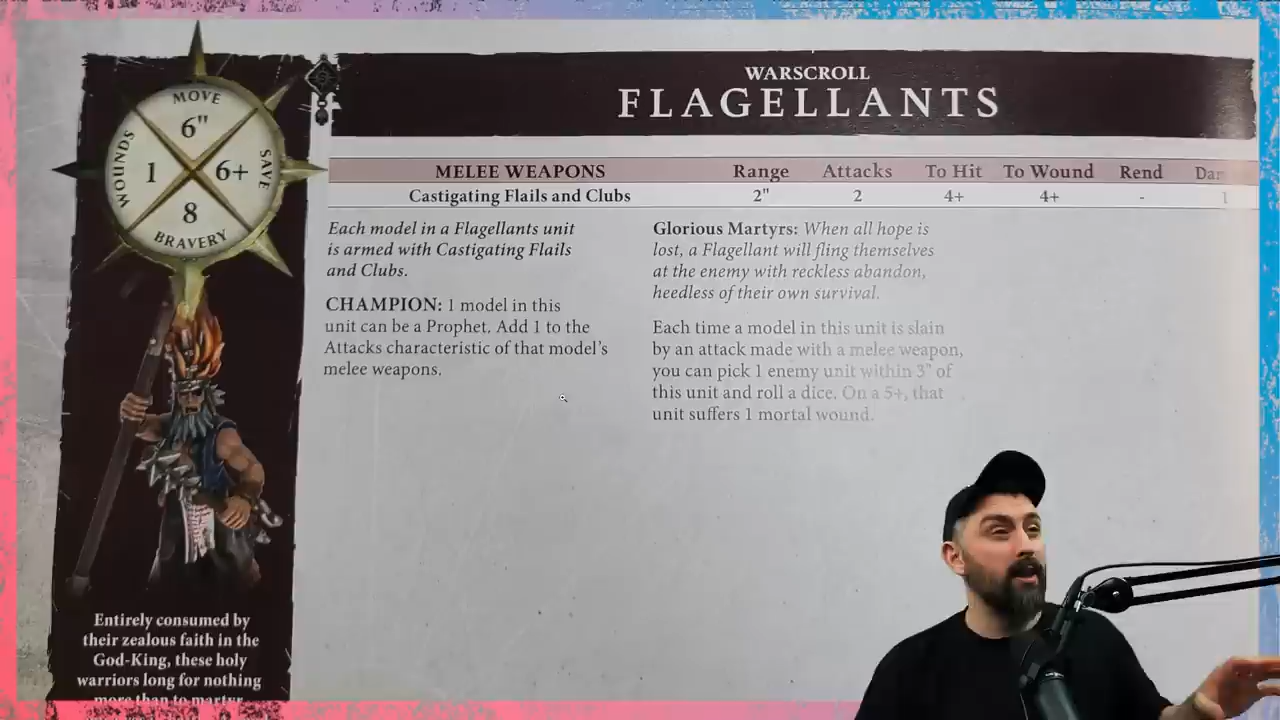 WARSCROLL
FLAGELLANTS
MOVE
6"
WOUNDS
1
6+
SAVE
8
BRAVERY
MELEE WEAPONS Range Attacks To Hit To Wound Rend
Castigating Flails and Clubs 2" 2 4+ 4+ - 1
Each model in a Flagellants unit
is armed with Castigating Flails
and Clubs.
CHAMPION: 1 model in this
unit can be a Prophet. Add 1 to the
Attacks characteristic of that model's
melee weapons.
Glorious Martyrs: When all hope is
lost, a Flagellant will fling themselves
at the enemy with reckless abandon,
heedless of their own survival.
Each time a model in this unit is slain
by an attack made with a melee weapon,
you can pick 1 enemy unit within 3" of
this unit and roll a dice. On a 5+, that
unit suffers 1 mortal wound.
Entirely consumed by
their zealous faith in the
God-King, these holy
warriors long for nothing
more than to martyr